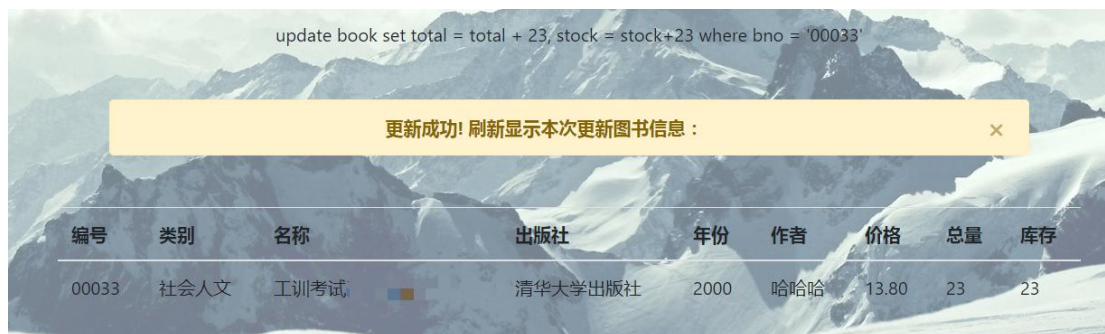 update book set total = total + 23, stock = stock+23 where bno = '00033'
更新成功! 刷新显示本次更新图书信息：
×
编号 类别 名称 出版社 年份 作者 价格 总量 库存
00033 社会人文 工训考试 清华大学出版社 2000 哈哈哈 13.80 23 23